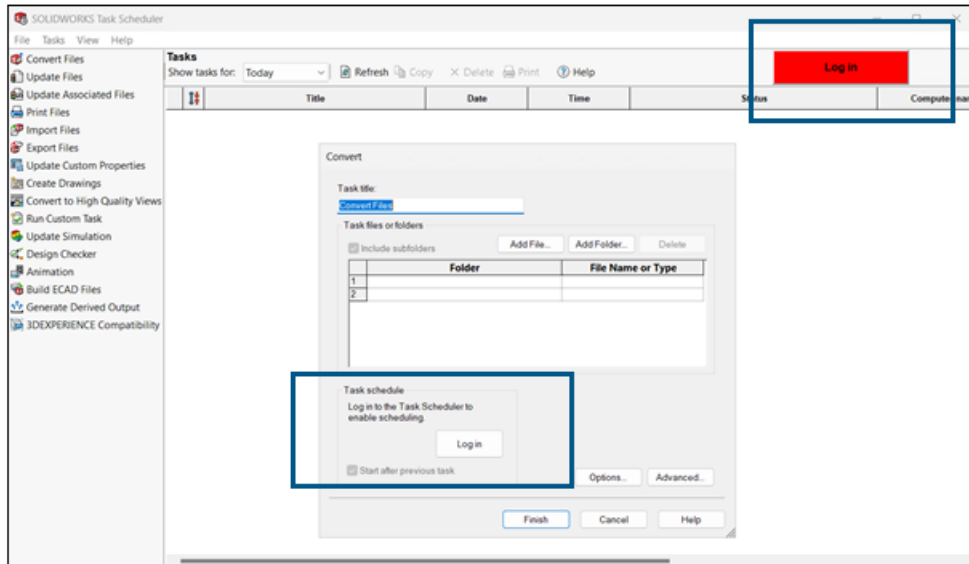 SOLIDWORKS Task Scheduler
File Tasks View Help
Convert Files
Update Files
Update Associated Files
Print Files
Import Files
Export Files
Update Custom Properties
Create Drawings
Convert to High Quality Views
Run Custom Task
Update Simulation
Design Checker
Animation
Build ECAD Files
Generate Derived Output
3DEXPERIENCE Compatibility
Tasks
Show tasks for: Today Refresh Copy Delete Print Help
Log in
Title Date Time Status
Convert
Task title:
Convert Files
Task files or folders
Include subfolders Add File... Add Folder... Delete
Folder File Name or Type
1
2
Task schedule
Log in to the Task Scheduler to
enable scheduling.
Log in
Start after previous task
Options... Advanced...
Finish Cancel Help